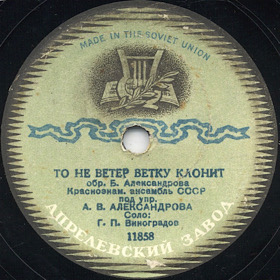 MADE IN THE SOVIET UNION
ТО НЕ ВЕТЕР ВЕТКУ КЛОНИТ
обр. Б. Александрова
Краснознам. ансамбль СССР
под упр.
А. В. АЛЕКСАНДРОВА
Соло:
Г. П. Виноградов
11858
АПРЕЛЕВСКИЙ ЗАВОД